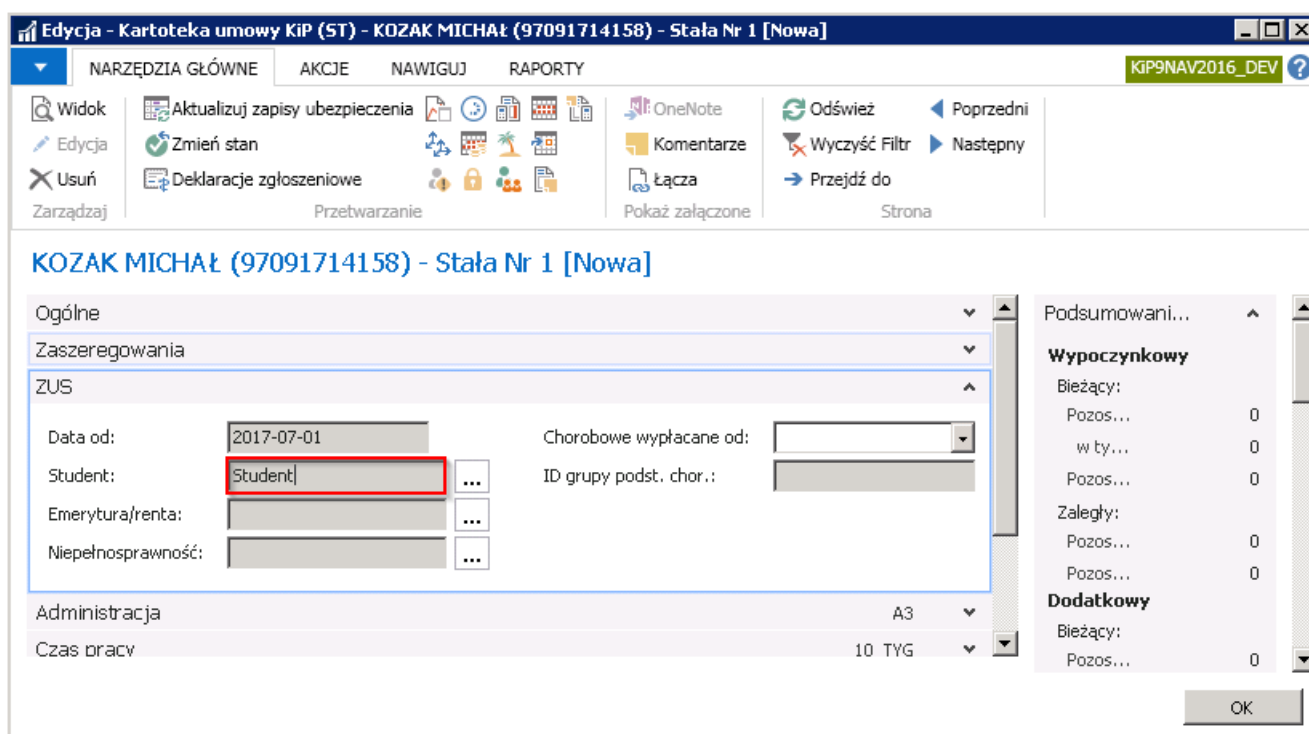 Edycja - Kartoteka umowy KiP (ST) - KOZAK MICHAŁ (97091714158) - Stała Nr 1 [Nowa]
NARZĘDZIA GŁÓWNE AKCJE NAWIGUJ RAPORTY KiP9NAV2016_DEV ?
Widok Aktualizuj zapisy ubezpieczenia OneNote Odśwież Poprzedni
Edycja Zmień stan Komentarze Wyczyść Filtr Następny
Usuń Deklaracje zgłoszeniowe Łącza Przejdź do
Zarządzaj Przetwarzanie Pokaż załączone Strona
KOZAK MICHAŁ (97091714158) - Stała Nr 1 [Nowa]
Ogólne
Zaszeregowania
ZUS
Data od: 2017-07-01 Chorobowe wypłacane od:
Student: Student ... ID grupy podst. chor.:
Emerytura/renta: ...
Niepełnosprawność: ...
Administracja A3
Czas pracy 10_TYG
Podsumowani...
Wypoczynkowy
Bieżący:
Pozos... 0
w ty... 0
Pozos... 0
Zaległy:
Pozos... 0
Pozos... 0
Dodatkowy
Bieżący:
Pozos... 0
OK